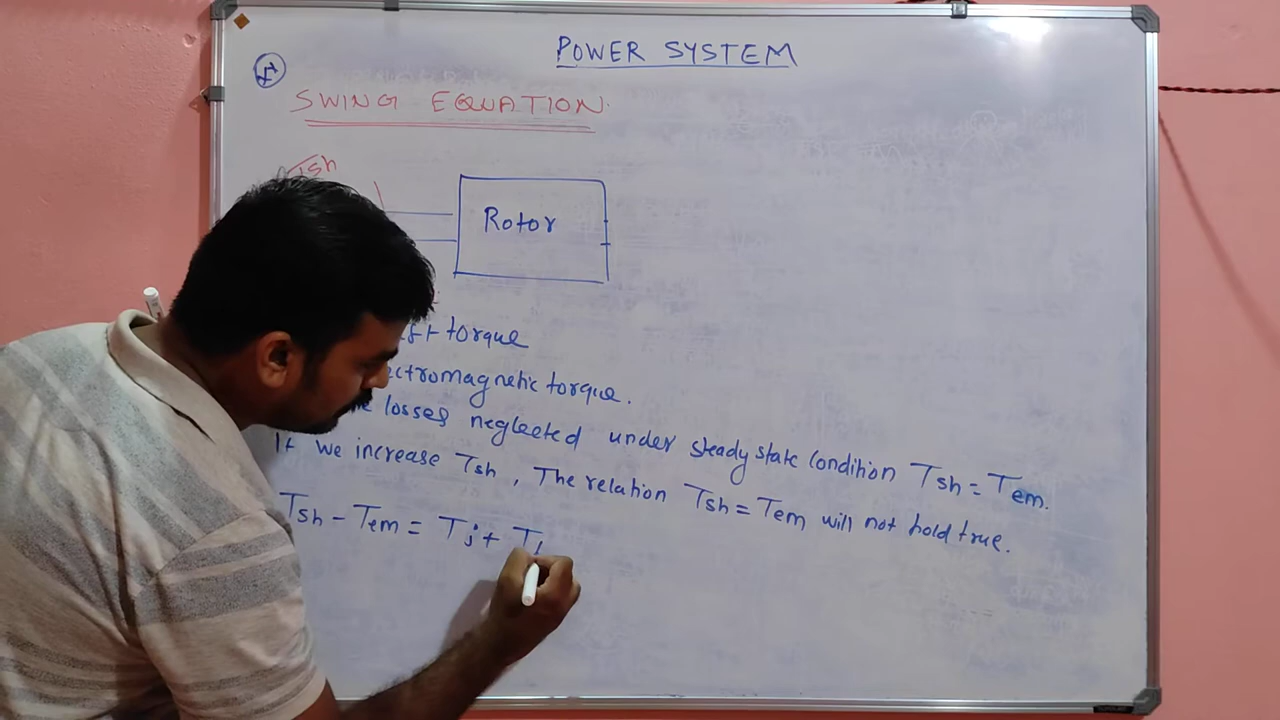 POWER SYSTEM
SWING EQUATION.
Tsh
Rotor
torque
magnetic torque.
losses neglected under steady state condition Tsh = Tem.
If we increase Tsh, The relation Tsh = Tem will not hold true.
Tsh - Tem = Tj +